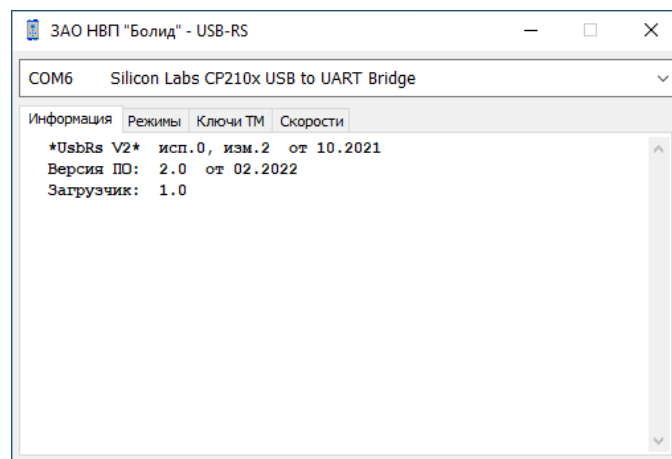 ЗАО НВП "Болид" - USB-RS
COM6 Silicon Labs CP210x USB to UART Bridge
Информация Режимы Ключи ТМ Скорости
*UsbRs V2* исп.0, изм.2 от 10.2021
Версия ПО: 2.0 от 02.2022
Загрузчик: 1.0